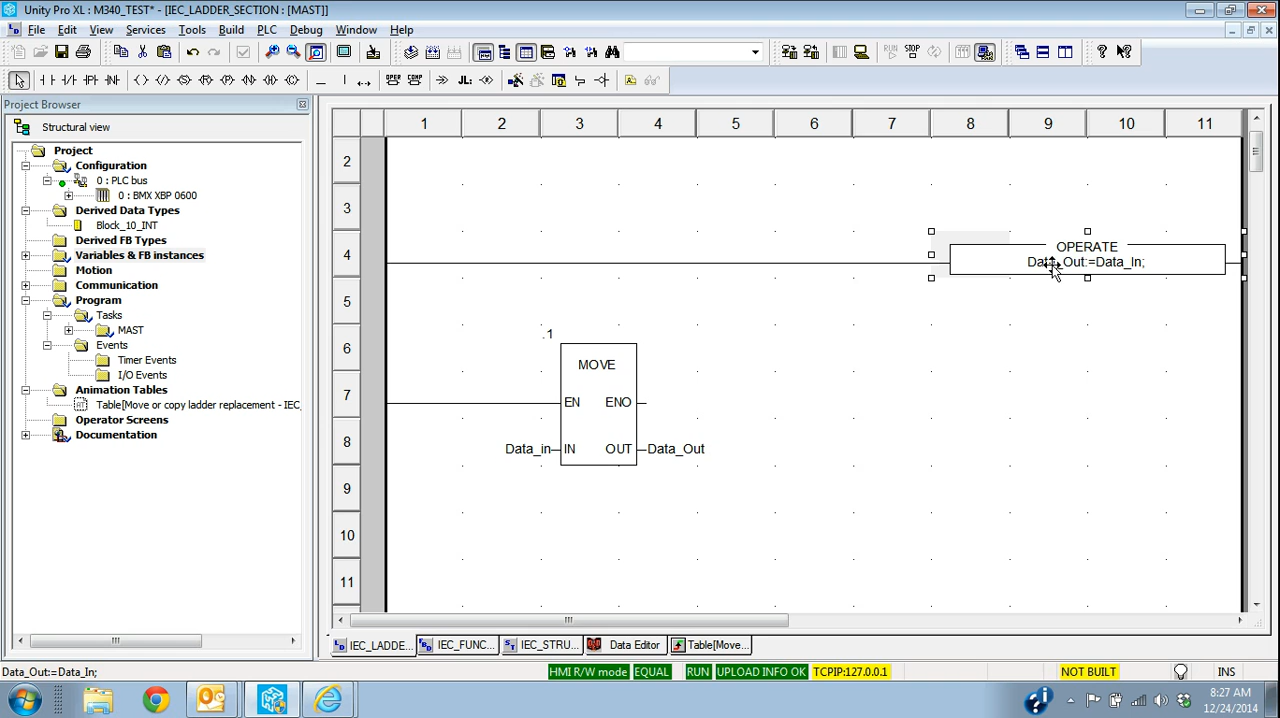 Unity Pro XL : M340_TEST* - [IEC_LADDER_SECTION : [MAST]]
File Edit View Services Tools Build PLC Debug Window Help
OPER COMP JL:
RUN STOP
Project Browser
Structural view
Project
Configuration
0 : PLC bus
0 : BMX XBP 0600
Derived Data Types
Block_10_INT
Derived FB Types
Variables & FB instances
Motion
Communication
Program
Tasks
MAST
Events
Timer Events
I/O Events
Animation Tables
Table[Move or copy ladder replacement - IEC_
Operator Screens
Documentation
1 2 3 4 5 6 7 8 9 10 11
2
3
4
5
6
7
8
9
10
11
OPERATE
Data_Out:=Data_In;
.1
MOVE
EN ENO
Data_in IN OUT Data_Out
IEC_LADDE... IEC_FUNC... IEC_STRU... Data Editor Table[Move...
Data_Out:=Data_In;
HMI R/W mode EQUAL RUN UPLOAD INFO OK TCPIP:127.0.0.1 NOT BUILT INS
8:27 AM
12/24/2014